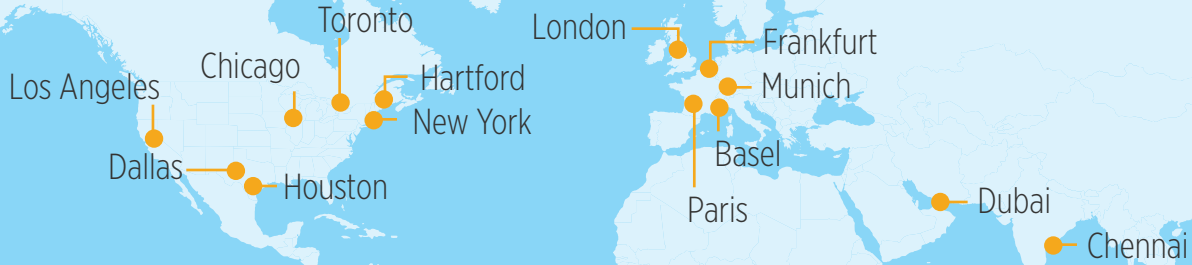 Toronto
London
Frankfurt
Chicago
Hartford
Los Angeles
Munich
New York
Basel
Dallas
Houston
Paris
Dubai
Chennai